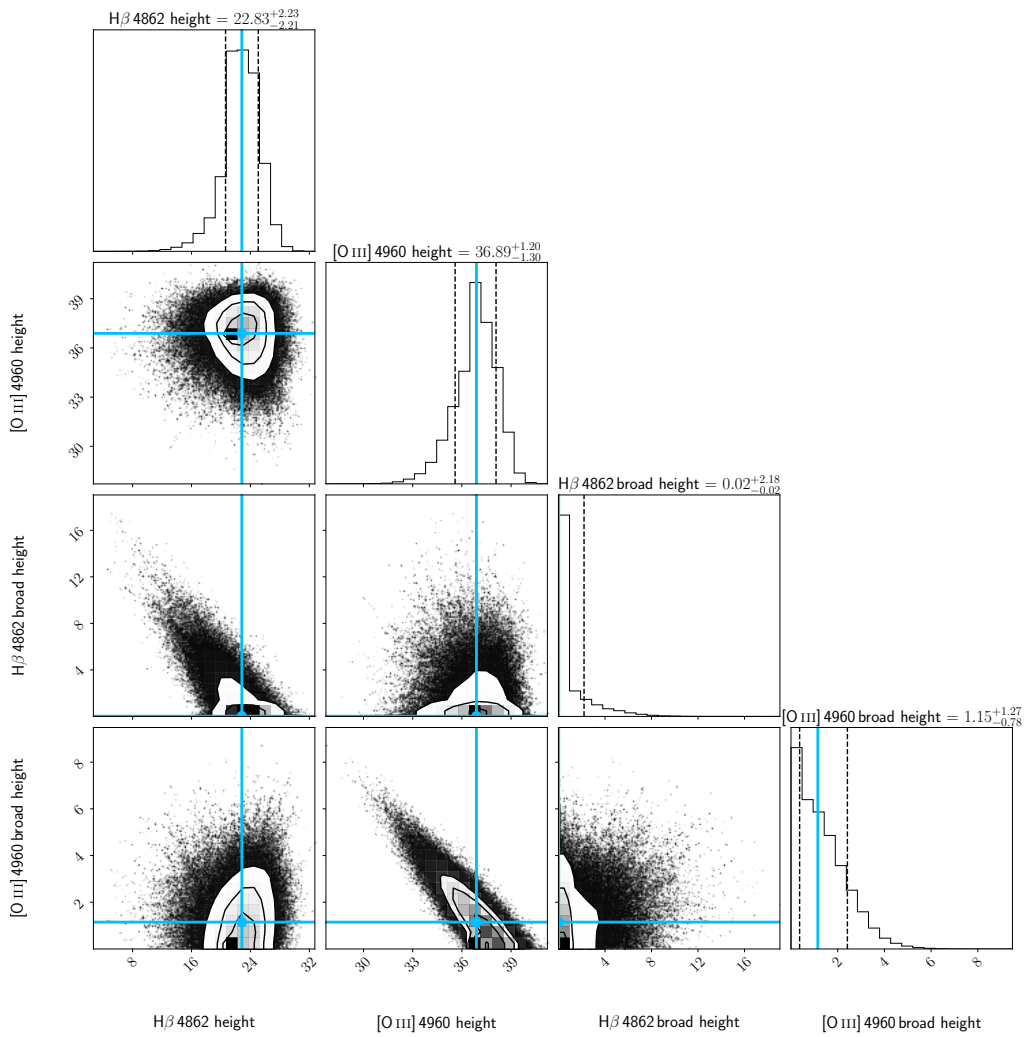 Hβ 4862 height = 22.83+2.23 −2.21
[O III] 4960 height = 36.89+1.20 −1.30
39
36
33
30
[O III] 4960 height
Hβ 4862 broad height = 0.02+2.18 −0.02
16
12
8
4
Hβ 4862 broad height
[O III] 4960 broad height = 1.15+1.27 −0.78
8
6
4
2
[O III] 4960 broad height
8 16 24 32
30 33 36 39
4 8 12 16
2 4 6 8
Hβ 4862 height
[O III] 4960 height
Hβ 4862 broad height
[O III] 4960 broad height